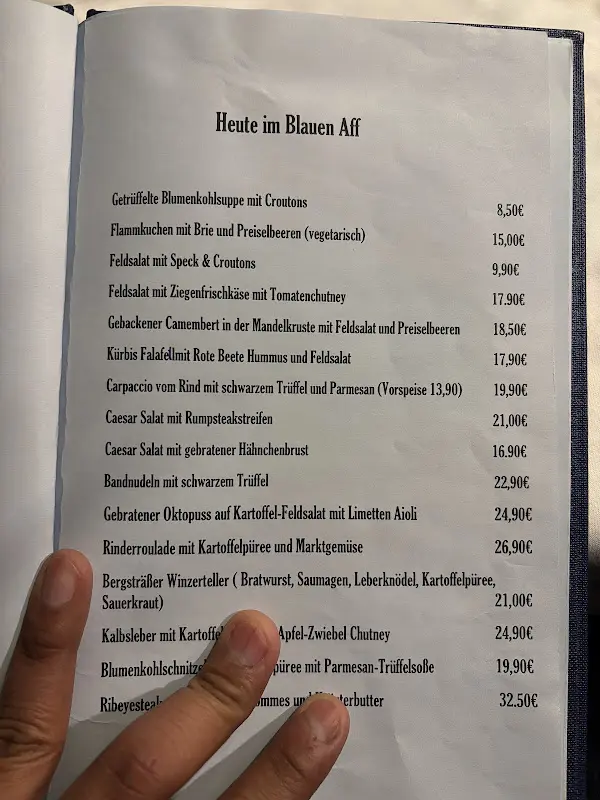 Heute im Blauen Aff
Getrüffelte Blumenkohlsuppe mit Croutons 8,50€
Flammkuchen mit Brie und Preiselbeeren (vegetarisch) 15,00€
Feldsalat mit Speck & Croutons 9,90€
Feldsalat mit Ziegenfrischkäse mit Tomatenchutney 17.90€
Gebackener Camembert in der Mandelkruste mit Feldsalat und Preiselbeeren 18,50€
Kürbis Falafellmit Rote Beete Hummus und Feldsalat 17,90€
Carpaccio vom Rind mit schwarzem Trüffel und Parmesan (Vorspeise 13,90) 19,90€
Caesar Salat mit Rumpsteakstreifen 21,00€
Caesar Salat mit gebratener Hähnchenbrust 16.90€
Bandnudeln mit schwarzem Trüffel 22,90€
Gebratener Oktopuss auf Kartoffel-Feldsalat mit Limetten Aioli 24,90€
Rinderroulade mit Kartoffelpüree und Marktgemüse 26,90€
Bergsträßer Winzerteller ( Bratwurst, Saumagen, Leberknödel, Kartoffelpüree,
Sauerkraut) 21,00€
Kalbsleber mit Apfel-Zwiebel Chutney 24,90€
mit Parmesan-Trüffelsoße 19,90€
32.50€